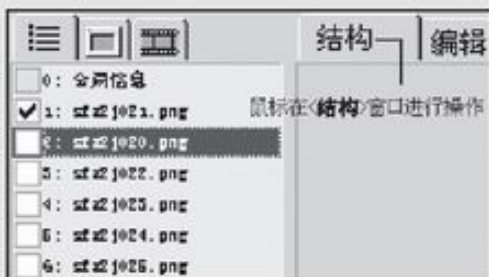 结构
编辑
0: 全局信息
1: sfz2j021.png
鼠标在<结构>窗口进行操作
2: sfz2j020.png
3: sfz2j022.png
4: sfz2j023.png
5: sfz2j024.png
6: sfz2j025.png